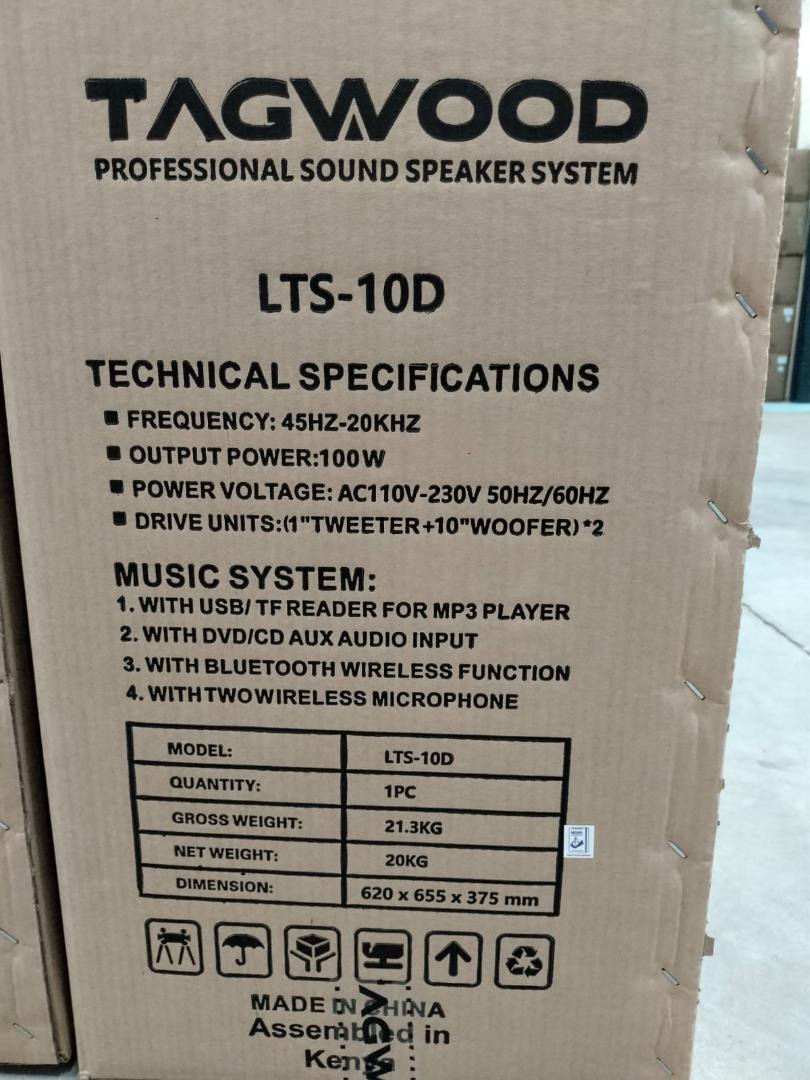 TAGWOOD
PROFESSIONAL SOUND SPEAKER SYSTEM
LTS-10D
TECHNICAL SPECIFICATIONS
■ FREQUENCY: 45HZ-20KHZ
■ OUTPUT POWER:100W
■ POWER VOLTAGE: AC110V-230V 50HZ/60HZ
■ DRIVE UNITS:(1"TWEETER+10"WOOFER)*2
MUSIC SYSTEM:
1. WITH USB/ TF READER FOR MP3 PLAYER
2. WITH DVD/CD AUX AUDIO INPUT
3. WITH BLUETOOTH WIRELESS FUNCTION
4. WITH TWO WIRELESS MICROPHONE
MODEL: LTS-10D
QUANTITY: 1PC
GROSS WEIGHT: 21.3KG
NET WEIGHT: 20KG
DIMENSION: 620 x 655 x 375 mm
MADE IN CHINA
Assembled in
Kenya